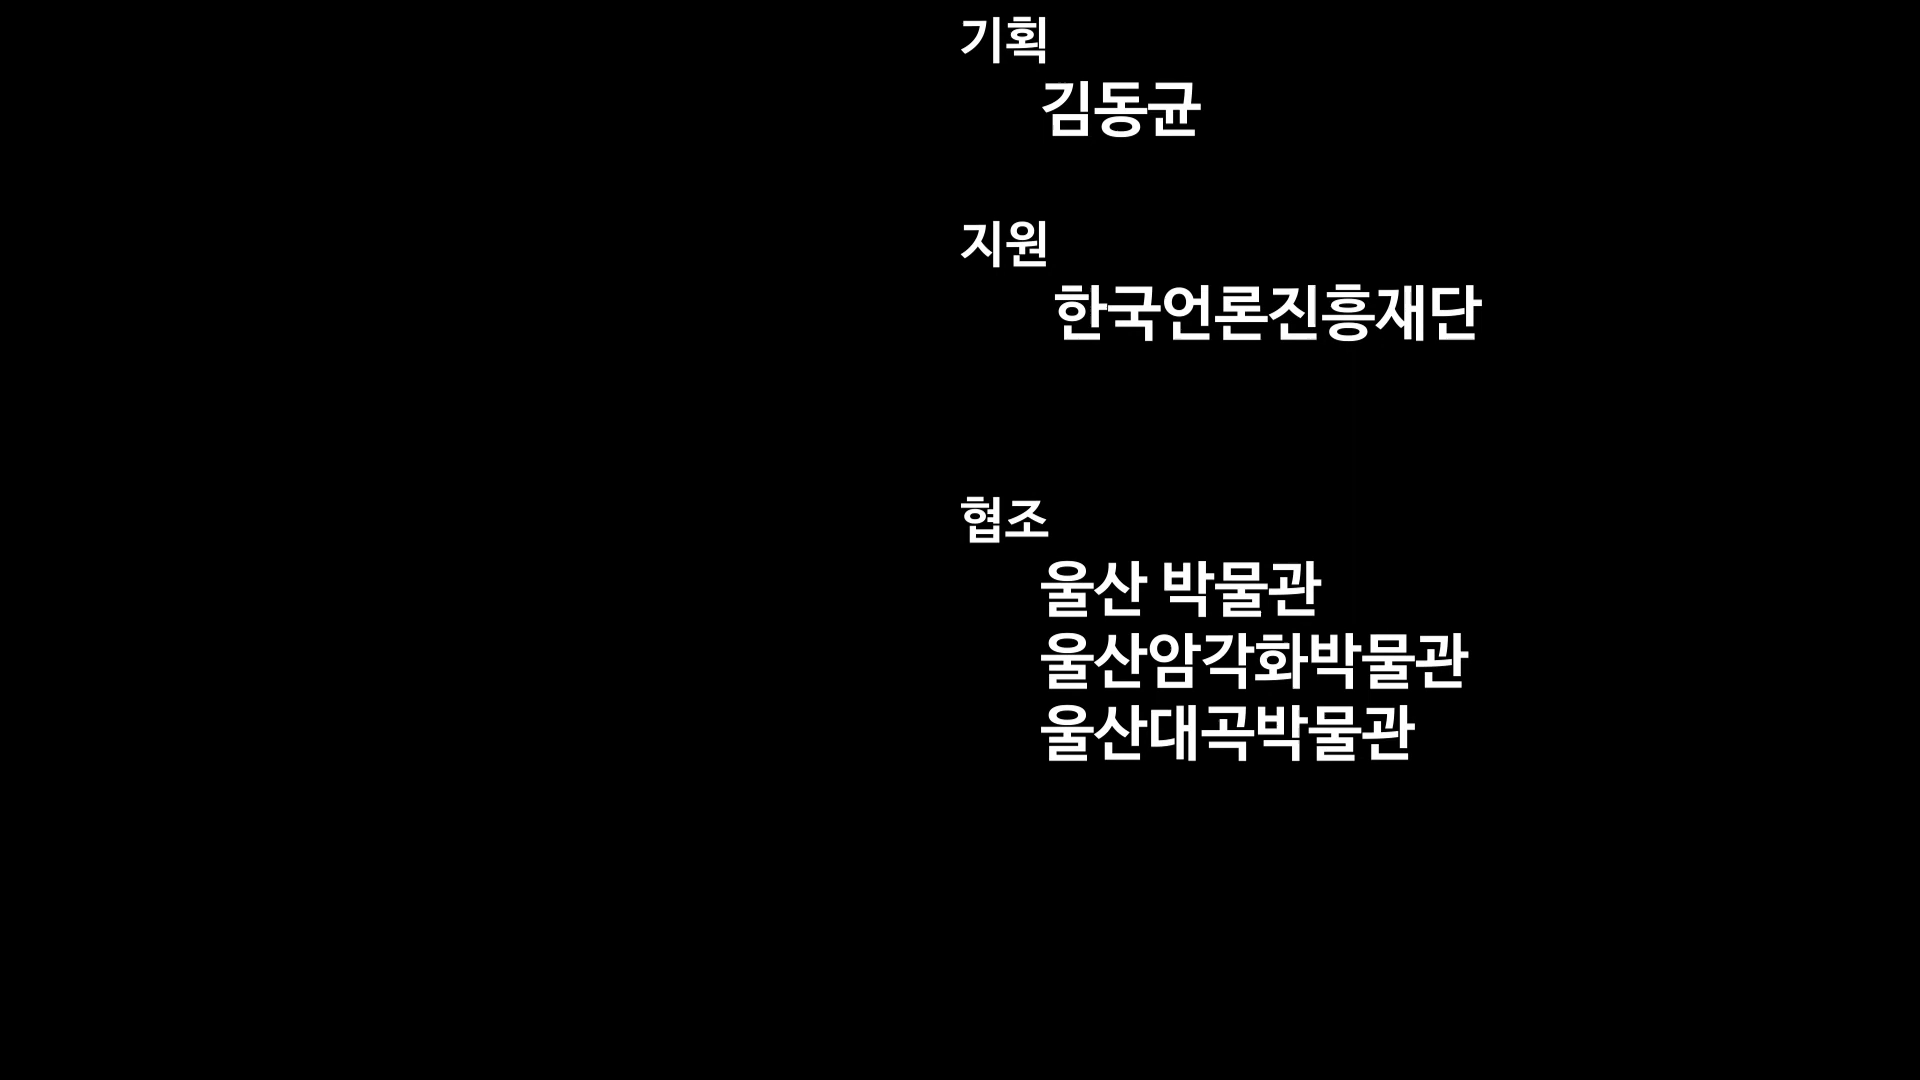 기획
김동균
지원
한국언론진흥재단
협조
울산 박물관
울산암각화박물관
울산대곡박물관